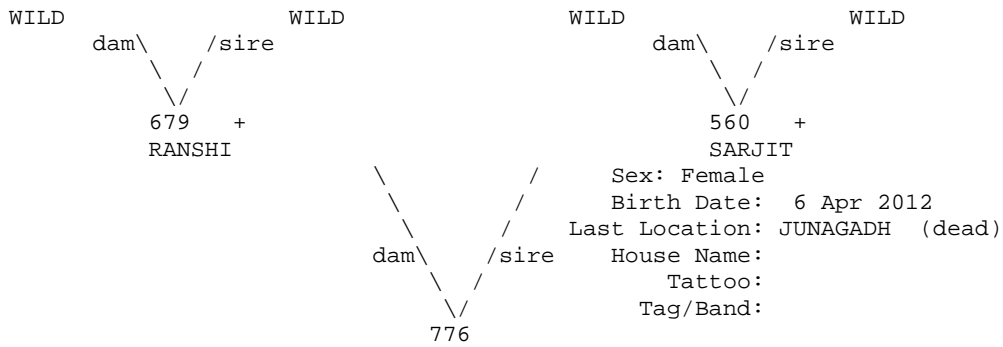 WILD WILD WILD WILD
dam\ /sire dam\ /sire
\ / \ /
\/ \/
679 + 560 +
RANSHI SARJIT
\ / Sex: Female
\ / Birth Date: 6 Apr 2012
\ / Last Location: JUNAGADH (dead)
dam\ /sire House Name:
\ / Tattoo:
\/ Tag/Band:
776